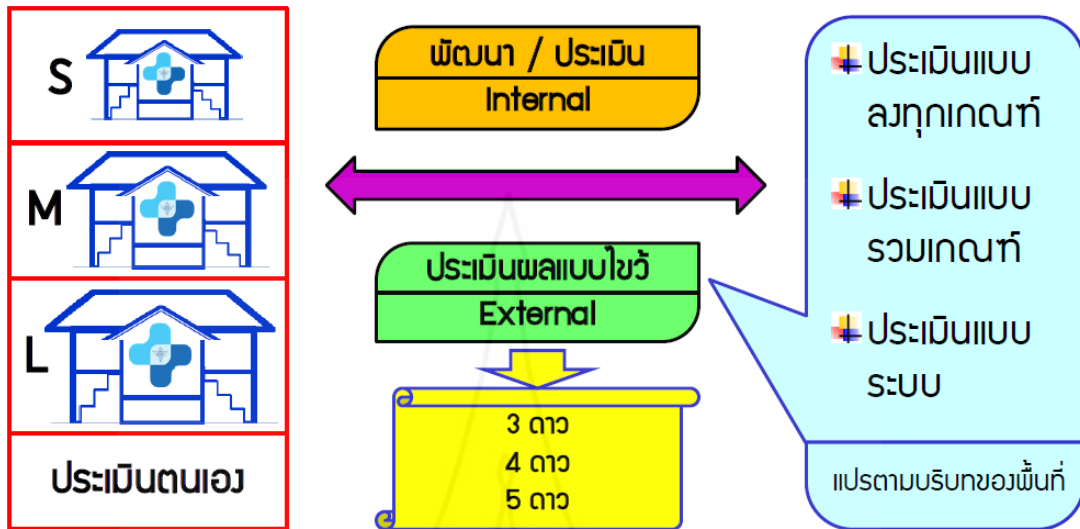 S
M
L
ประเมินตนเอง
พัฒนา / ประเมิน
Internal
ประเมินผลแบบไขว้
External
3 ดาว
4 ดาว
5 ดาว
ประเมินแบบ
ลงทุกเกณฑ์
ประเมินแบบ
รวมเกณฑ์
ประเมินแบบ
ระบบ
แปรตามบริบทของพื้นที่